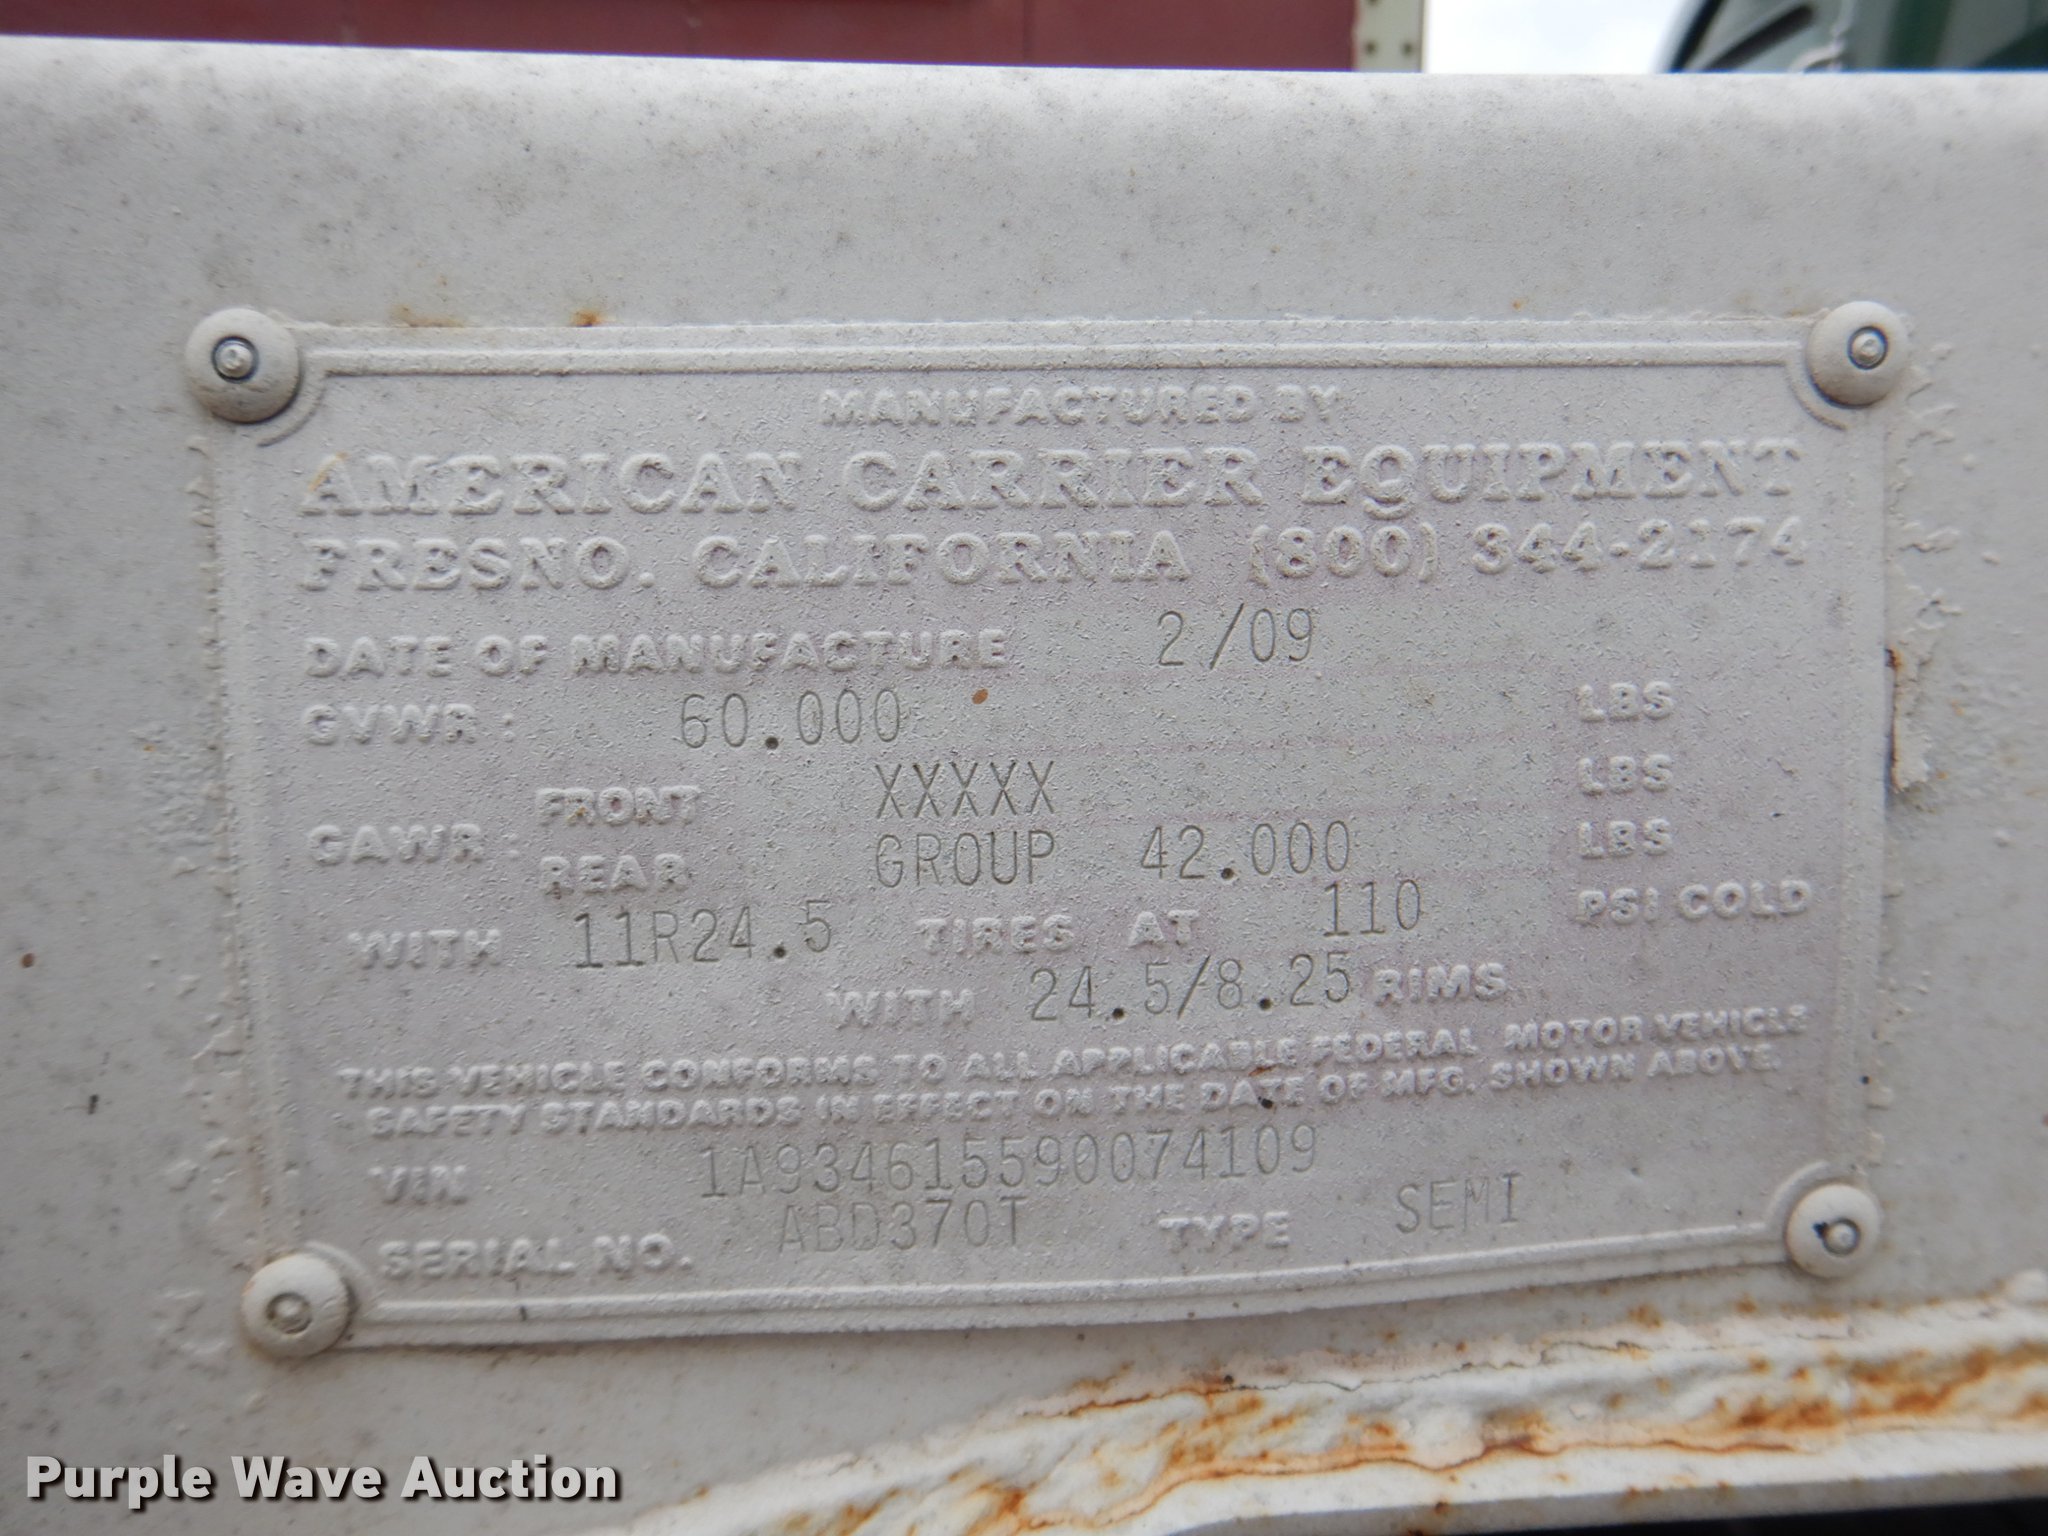 MANUFACTURED BY
AMERICAN CARRIER EQUIPMENT
FRESNO, CALIFORNIA (800) 344-2174
DATE OF MANUFACTURE 2/09
GVWR: 60.000 LBS
GAWR: FRONT XXXXX LBS
REAR GROUP 42.000 LBS
WITH 11R24.5 TIRES AT 110 PSI COLD
WITH 24.5/8.25 RIMS
THIS VEHICLE CONFORMS TO ALL APPLICABLE FEDERAL MOTOR VEHICLE
SAFETY STANDARDS IN EFFECT ON THE DATE OF MFG. SHOWN ABOVE.
VIN 1A934615590074109
SERIAL NO. ABD370T TYPE SEMI
Purple Wave Auction